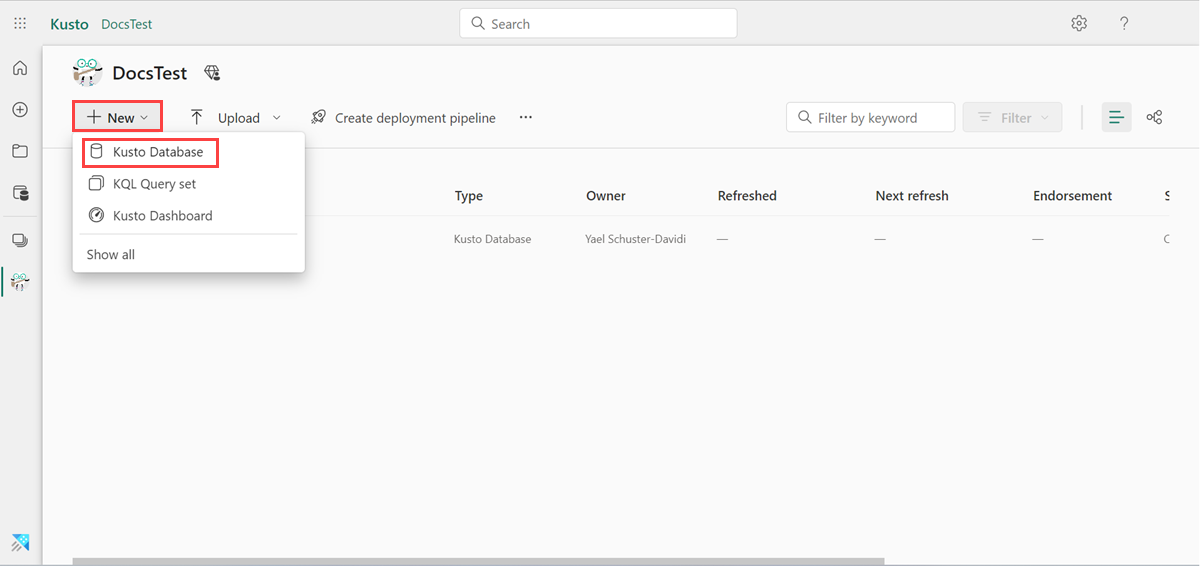 Kusto DocsTest Search ?
DocsTest
New Upload Create deployment pipeline ... Filter by keyword Filter
Kusto Database
KQL Query set
Kusto Dashboard
Show all
Type Owner Refreshed Next refresh Endorsement
Kusto Database Yael Schuster-Davidi — — —